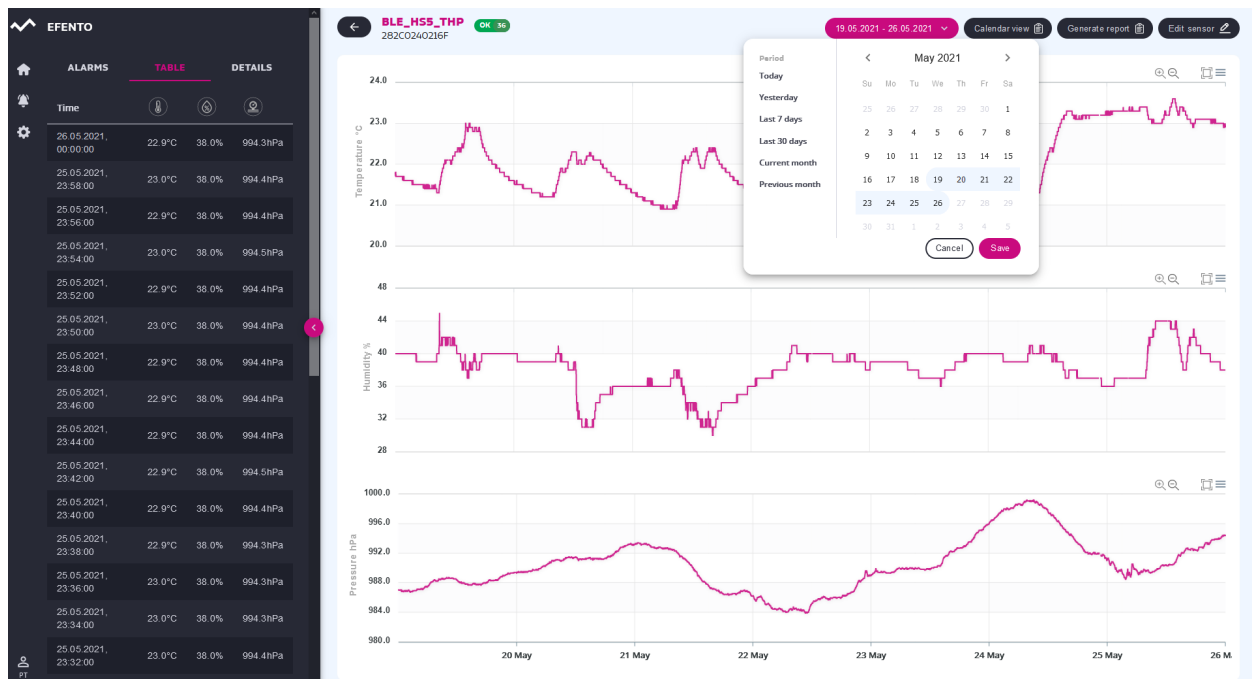 EFENTO
ALARMS TABLE DETAILS
Time
26.05.2021, 00:00:00 22.9°C 38.0% 994.3hPa
25.05.2021, 23:58:00 23.0°C 38.0% 994.4hPa
25.05.2021, 23:56:00 22.9°C 38.0% 994.4hPa
25.05.2021, 23:54:00 23.0°C 38.0% 994.5hPa
25.05.2021, 23:52:00 22.9°C 38.0% 994.4hPa
25.05.2021, 23:50:00 23.0°C 38.0% 994.4hPa
25.05.2021, 23:48:00 22.9°C 38.0% 994.4hPa
25.05.2021, 23:46:00 22.9°C 38.0% 994.4hPa
25.05.2021, 23:44:00 22.9°C 38.0% 994.4hPa
25.05.2021, 23:42:00 22.9°C 38.0% 994.5hPa
25.05.2021, 23:40:00 22.9°C 38.0% 994.4hPa
25.05.2021, 23:38:00 22.9°C 38.0% 994.3hPa
25.05.2021, 23:36:00 23.0°C 38.0% 994.3hPa
25.05.2021, 23:34:00 23.0°C 38.0% 994.3hPa
25.05.2021, 23:32:00 23.0°C 38.0% 994.4hPa
PT
BLE_HS5_THP OK 36
282C0240216F
19.05.2021 - 26.05.2021 Calendar view Generate report Edit sensor
Period
Today
Yesterday
Last 7 days
Last 30 days
Current month
Previous month
May 2021
Su Mo Tu We Th Fr Sa
25 26 27 28 29 30 1
2 3 4 5 6 7 8
9 10 11 12 13 14 15
16 17 18 19 20 21 22
23 24 25 26 27 28 29
30 31 1 2 3 4 5
Cancel Save
Temperature °C
24.0
23.0
22.0
21.0
20.0
Humidity %
48
44
40
36
32
28
Pressure hPa
1000.0
996.0
992.0
988.0
984.0
980.0
20 May 21 May 22 May 23 May 24 May 25 May 26 M